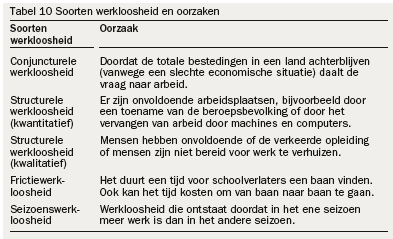 Tabel 10 Soorten werkloosheid en oorzaken
Soorten werkloosheid Oorzaak
Conjuncturele werkloosheid Doordat de totale bestedingen in een land achterblijven
(vanwege een slechte economische situatie) daalt de
vraag naar arbeid.
Structurele werkloosheid (kwantitatief) Er zijn onvoldoende arbeidsplaatsen, bijvoorbeeld door
een toename van de beroepsbevolking of door het
vervangen van arbeid door machines en computers.
Structurele werkloosheid (kwalitatief) Mensen hebben onvoldoende of de verkeerde opleiding
of mensen zijn niet bereid voor werk te verhuizen.
Frictiewerk-
loosheid Het duurt een tijd voor schoolverlaters een baan vinden.
Ook kan het tijd kosten om van baan naar baan te gaan.
Seizoenswerk-
loosheid Werkloosheid die ontstaat doordat in het ene seizoen
meer werk is dan in het andere seizoen.